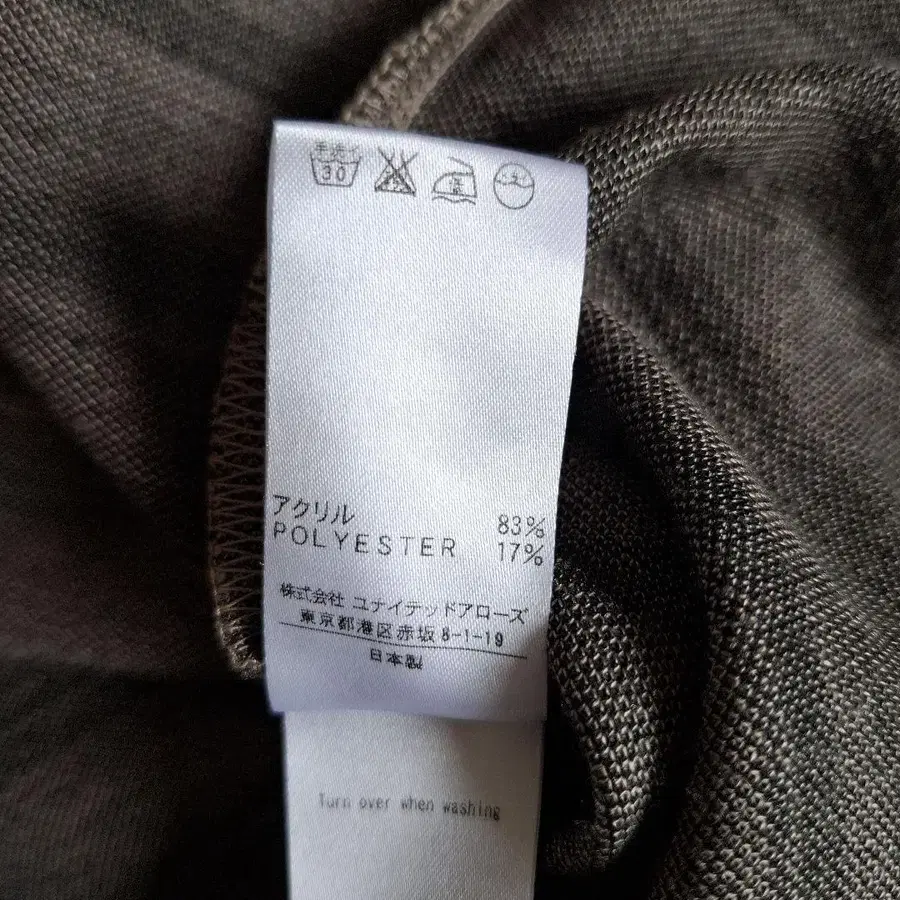 手洗イ
30
中
アクリル 83%
POLYESTER 17%
株式会社 ユナイテッドアローズ
東京都港区赤坂 8-1-19
日本製
Turn over when washing